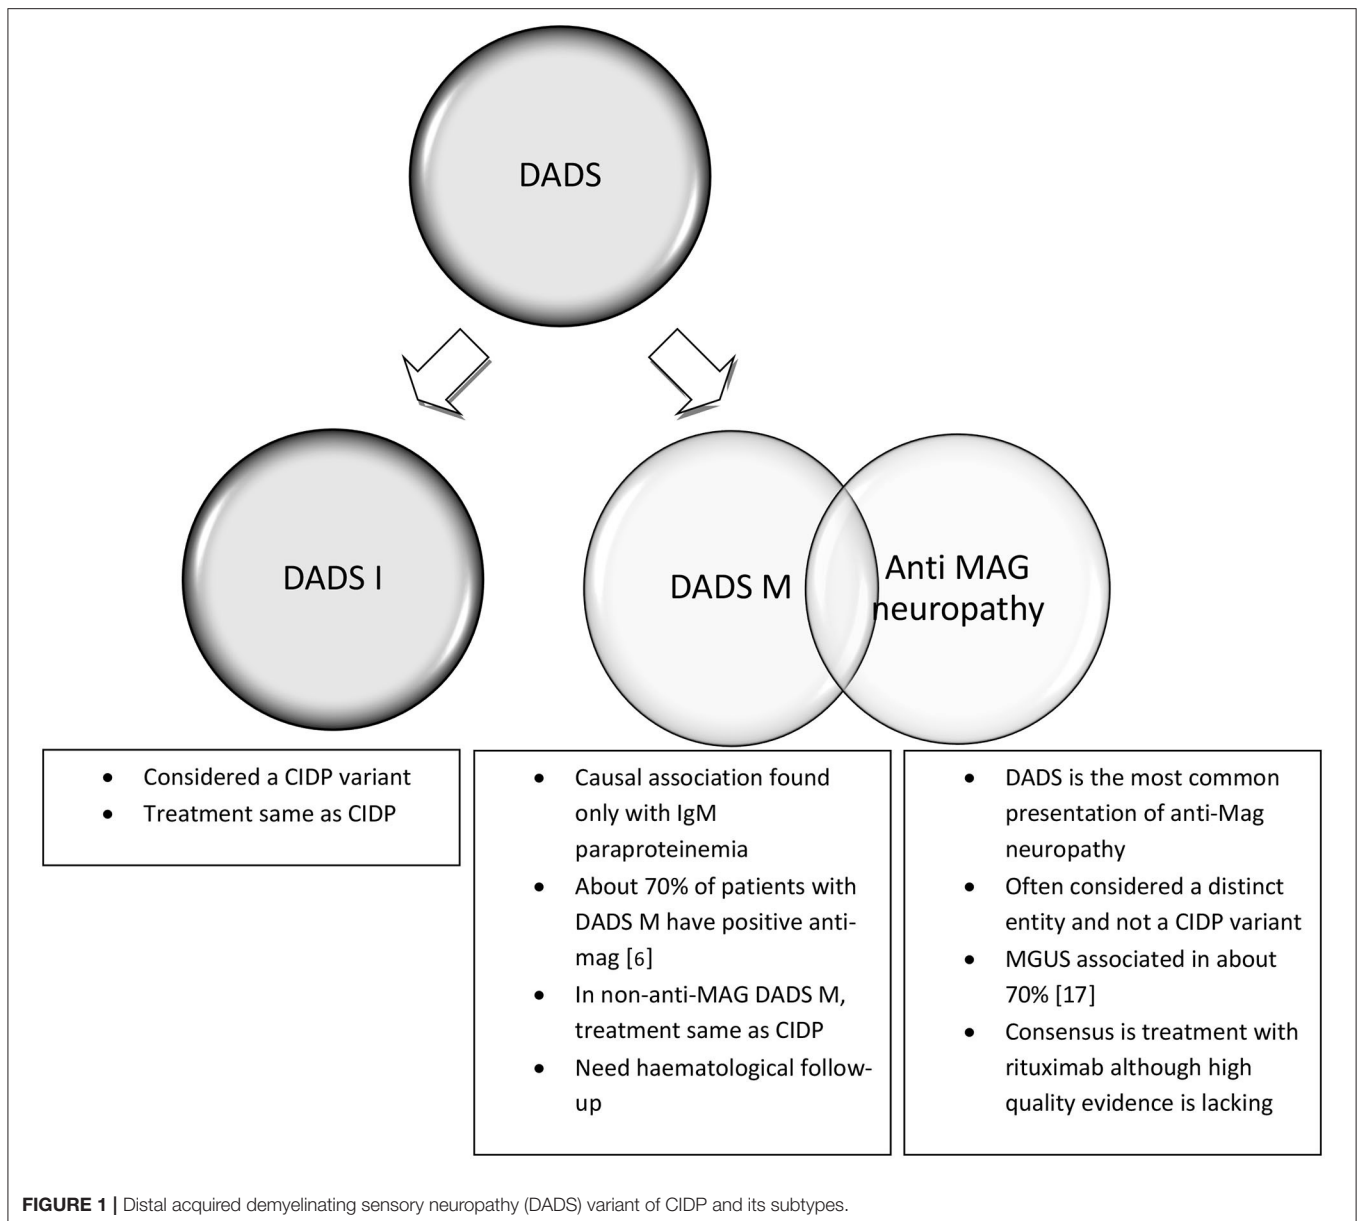 DADS
DADS I
DADS M
Anti MAG
neuropathy
• Considered a CIDP variant
• Treatment same as CIDP
• Causal association found
only with IgM
paraproteinemia
• About 70% of patients with
DADS M have positive anti-
mag [6]
• In non-anti-MAG DADS M,
treatment same as CIDP
• Need haematological follow-
up
• DADS is the most common
presentation of anti-Mag
neuropathy
• Often considered a distinct
entity and not a CIDP variant
• MGUS associated in about
70% [17]
• Consensus is treatment with
rituximab although high
quality evidence is lacking
FIGURE 1 | Distal acquired demyelinating sensory neuropathy (DADS) variant of CIDP and its subtypes.